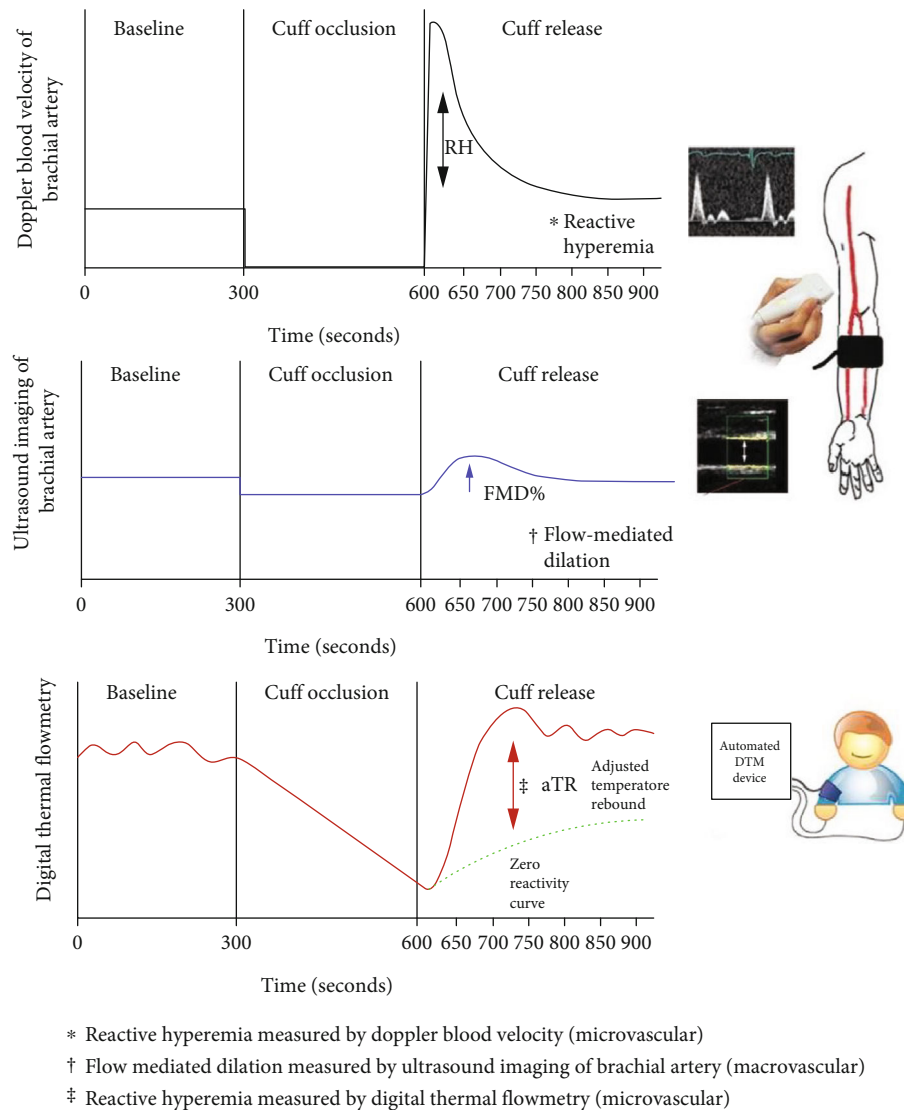 Doppler blood velocity of
brachial artery
Baseline
Cuff occlusion
Cuff release
RH
* Reactive
hyperemia
0
300
600
650
700
750
800
850
900
Time (seconds)
Ultrasound imaging of
brachial artery
Baseline
Cuff occlusion
Cuff release
FMD%
† Flow-mediated
dilation
0
300
600
650
700
750
800
850
900
Time (seconds)
Digital thermal flowmetry
Baseline
Cuff occlusion
Cuff release
‡ aTR
Adjusted
temperatore
rebound
Zero
reactivity
curve
0
300
600
650
700
750
800
850
900
Time (seconds)
Automated
DTM
device
* Reactive hyperemia measured by doppler blood velocity (microvascular)
† Flow mediated dilation measured by ultrasound imaging of brachial artery (macrovascular)
‡ Reactive hyperemia measured by digital thermal flowmetry (microvascular)